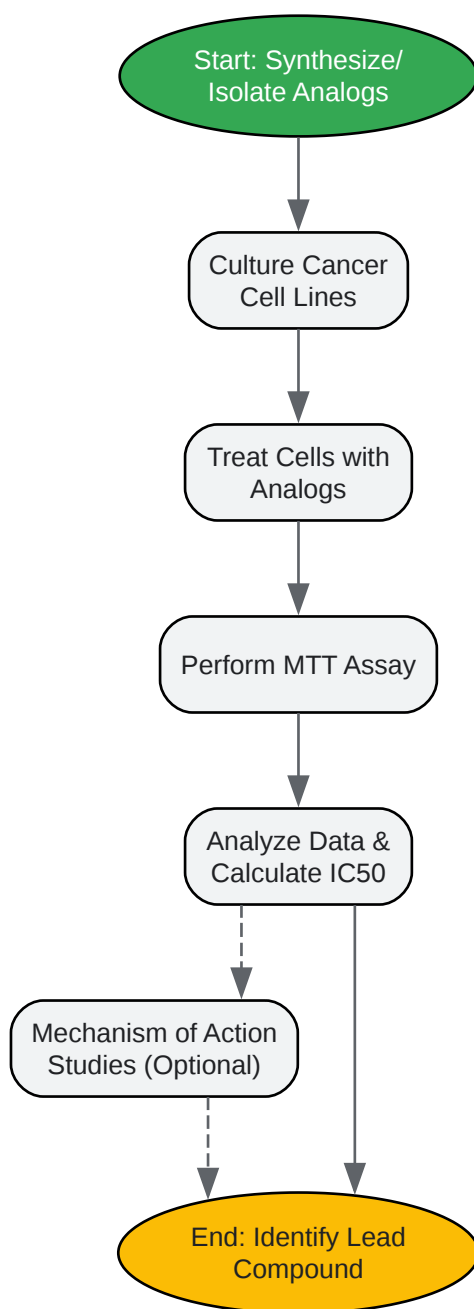 Start: Synthesize/
Isolate Analogs
Culture Cancer
Cell Lines
Treat Cells with
Analogs
Perform MTT Assay
Analyze Data &
Calculate IC50
Mechanism of Action
Studies (Optional)
End: Identify Lead
Compound